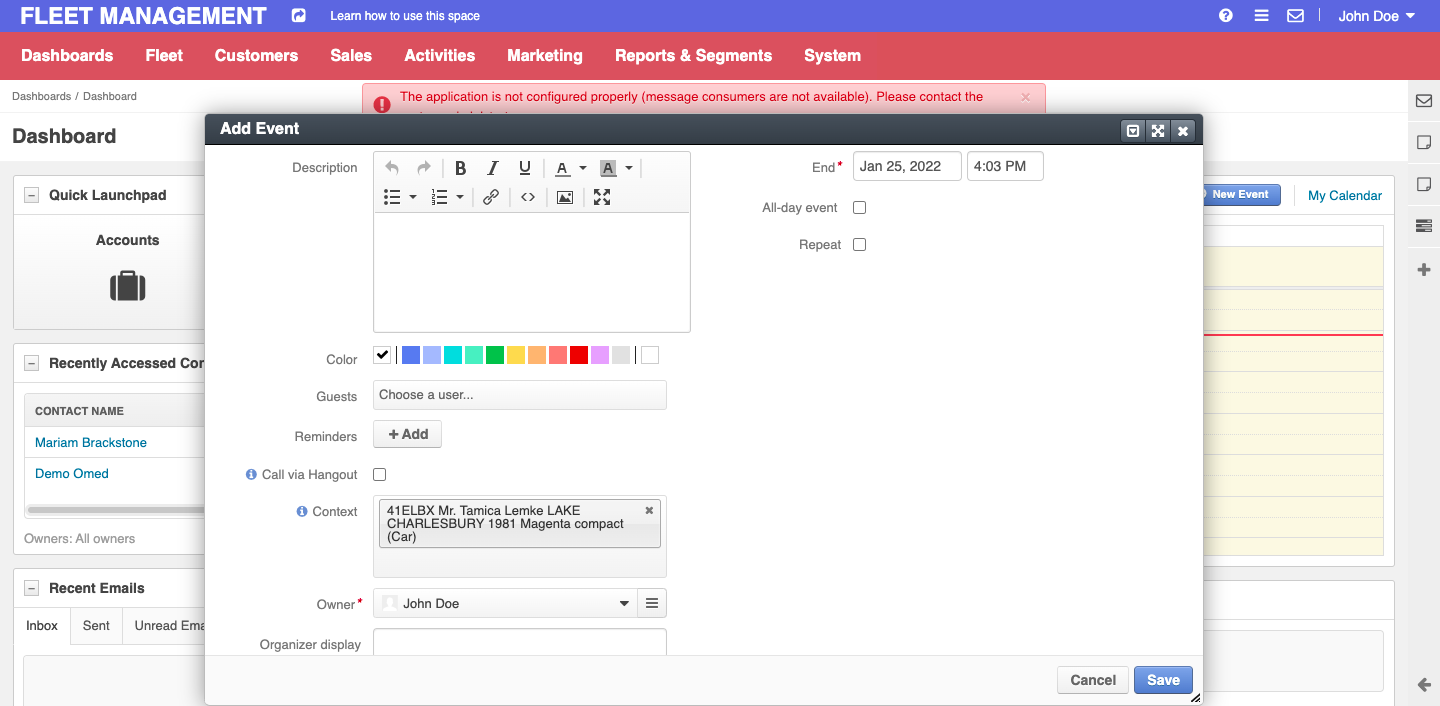 FLEET MANAGEMENT
Learn how to use this space
John Doe
Dashboards Fleet Customers Sales Activities Marketing Reports & Segments System
Dashboards / Dashboard
The application is not configured properly (message consumers are not available). Please contact the
Dashboard
Add Event
Quick Launchpad
Accounts
Recently Accessed Con
CONTACT NAME
Mariam Brackstone
Demo Omed
Owners: All owners
Recent Emails
Inbox Sent Unread Ema
Description
B I U A A
End*
Jan 25, 2022
4:03 PM
All-day event
Repeat
Color
Guests
Choose a user...
Reminders
+ Add
Call via Hangout
Context
41ELBX Mr. Tamica Lemke LAKE
CHARLESBURY 1981 Magenta compact
(Car)
Owner*
John Doe
Organizer display
Cancel
Save
New Event
My Calendar